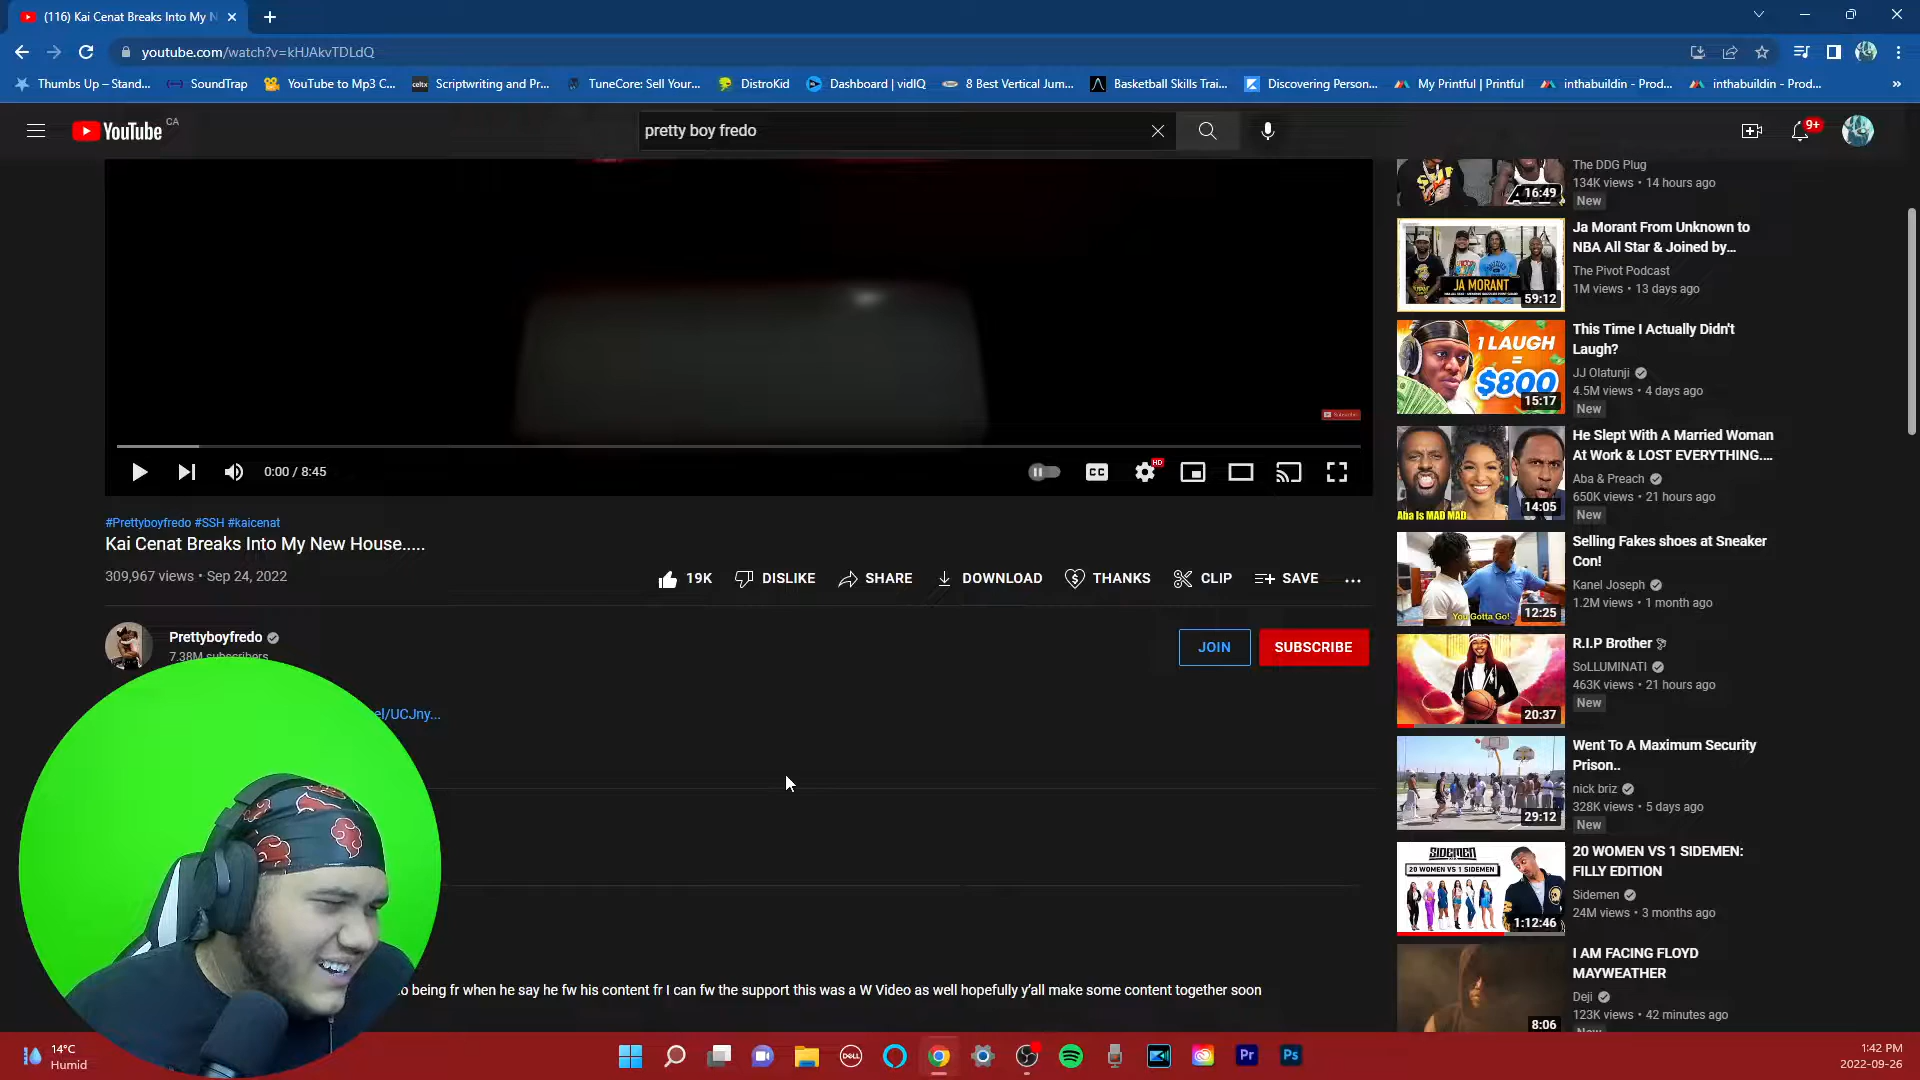 (116) Kai Cenat Breaks Into My N
youtube.com/watch?v=kHJAkvTDLdQ
Thumbs Up – Stand...
SoundTrap
YouTube to Mp3 C...
celtx
Scriptwriting and Pr...
TuneCore: Sell Your...
DistroKid
Dashboard | vidIQ
8 Best Vertical Jum...
Basketball Skills Trai...
Discovering Person...
My Printful | Printful
inthabuildin - Prod...
inthabuildin - Prod...
YouTube
CA
pretty boy fredo
9+
0:00 / 8:45
CC
HD
#Prettyboyfredo #SSH #kaicenat
Kai Cenat Breaks Into My New House.....
309,967 views • Sep 24, 2022
19K
DISLIKE
SHARE
DOWNLOAD
THANKS
CLIP
SAVE
Prettyboyfredo
7.38M subscribers
JOIN
SUBSCRIBE
el/UCJny...
being fr when he say he fw his content fr I can fw the support this was a W Video as well hopefully y'all make some content together soon
16:49
The DDG Plug
134K views • 14 hours ago
New
JA MORANT
59:12
Ja Morant From Unknown to
NBA All Star & Joined by...
The Pivot Podcast
1M views • 13 days ago
1 LAUGH
=
$800
15:17
This Time I Actually Didn't
Laugh?
JJ Olatunji
4.5M views • 4 days ago
New
Aba Is MAD MAD
14:05
He Slept With A Married Woman
At Work & LOST EVERYTHING....
Aba & Preach
650K views • 21 hours ago
New
You Gotta Go!
12:25
Selling Fakes shoes at Sneaker
Con!
Kanel Joseph
1.2M views • 1 month ago
20:37
R.I.P Brother
SoLLUMINATI
463K views • 21 hours ago
New
29:12
Went To A Maximum Security
Prison..
nick briz
328K views • 5 days ago
New
SIDEMEN
20 WOMEN VS 1 SIDEMEN
1:12:46
20 WOMEN VS 1 SIDEMEN:
FILLY EDITION
Sidemen
24M views • 3 months ago
8:06
I AM FACING FLOYD
MAYWEATHER
Deji
123K views • 42 minutes ago
14°C
Humid
DELL
Pr
Ps
1:42 PM
2022-09-26